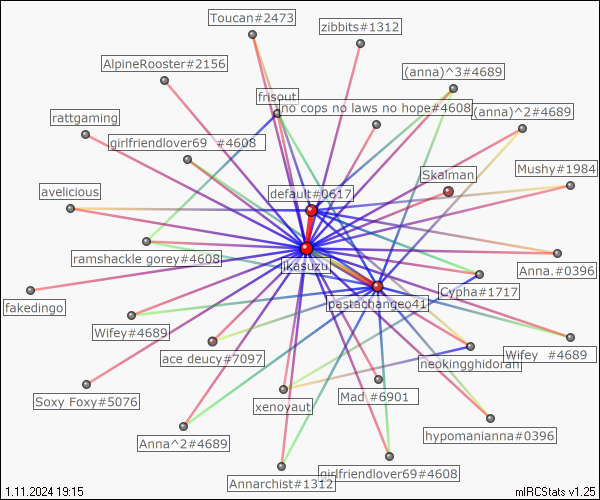 Toucan#2473
zibbits#1312
AlpineRooster#2156
(anna)^3#4689
frisout
no cops no laws no hope#4608
(anna)^2#4689
rattgaming
girlfriendlover69 #4608
Skalman
Mushy#1984
avelicious
default#0617
ramshackle gorey#4608
ikasuzu
Anna.#0396
Cypha#1717
fakedingo
pastachangeo41
Wifey#4689
ace deucy#7097
neokingghidorah
Wifey #4689
Soxy Foxy#5076
xenoyaut
Mad #6901
hypomanianna#0396
Anna^2#4689
Annarchist#1312
girlfriendlover69#4608
1.11.2024 19:15
mIRCStats v1.25